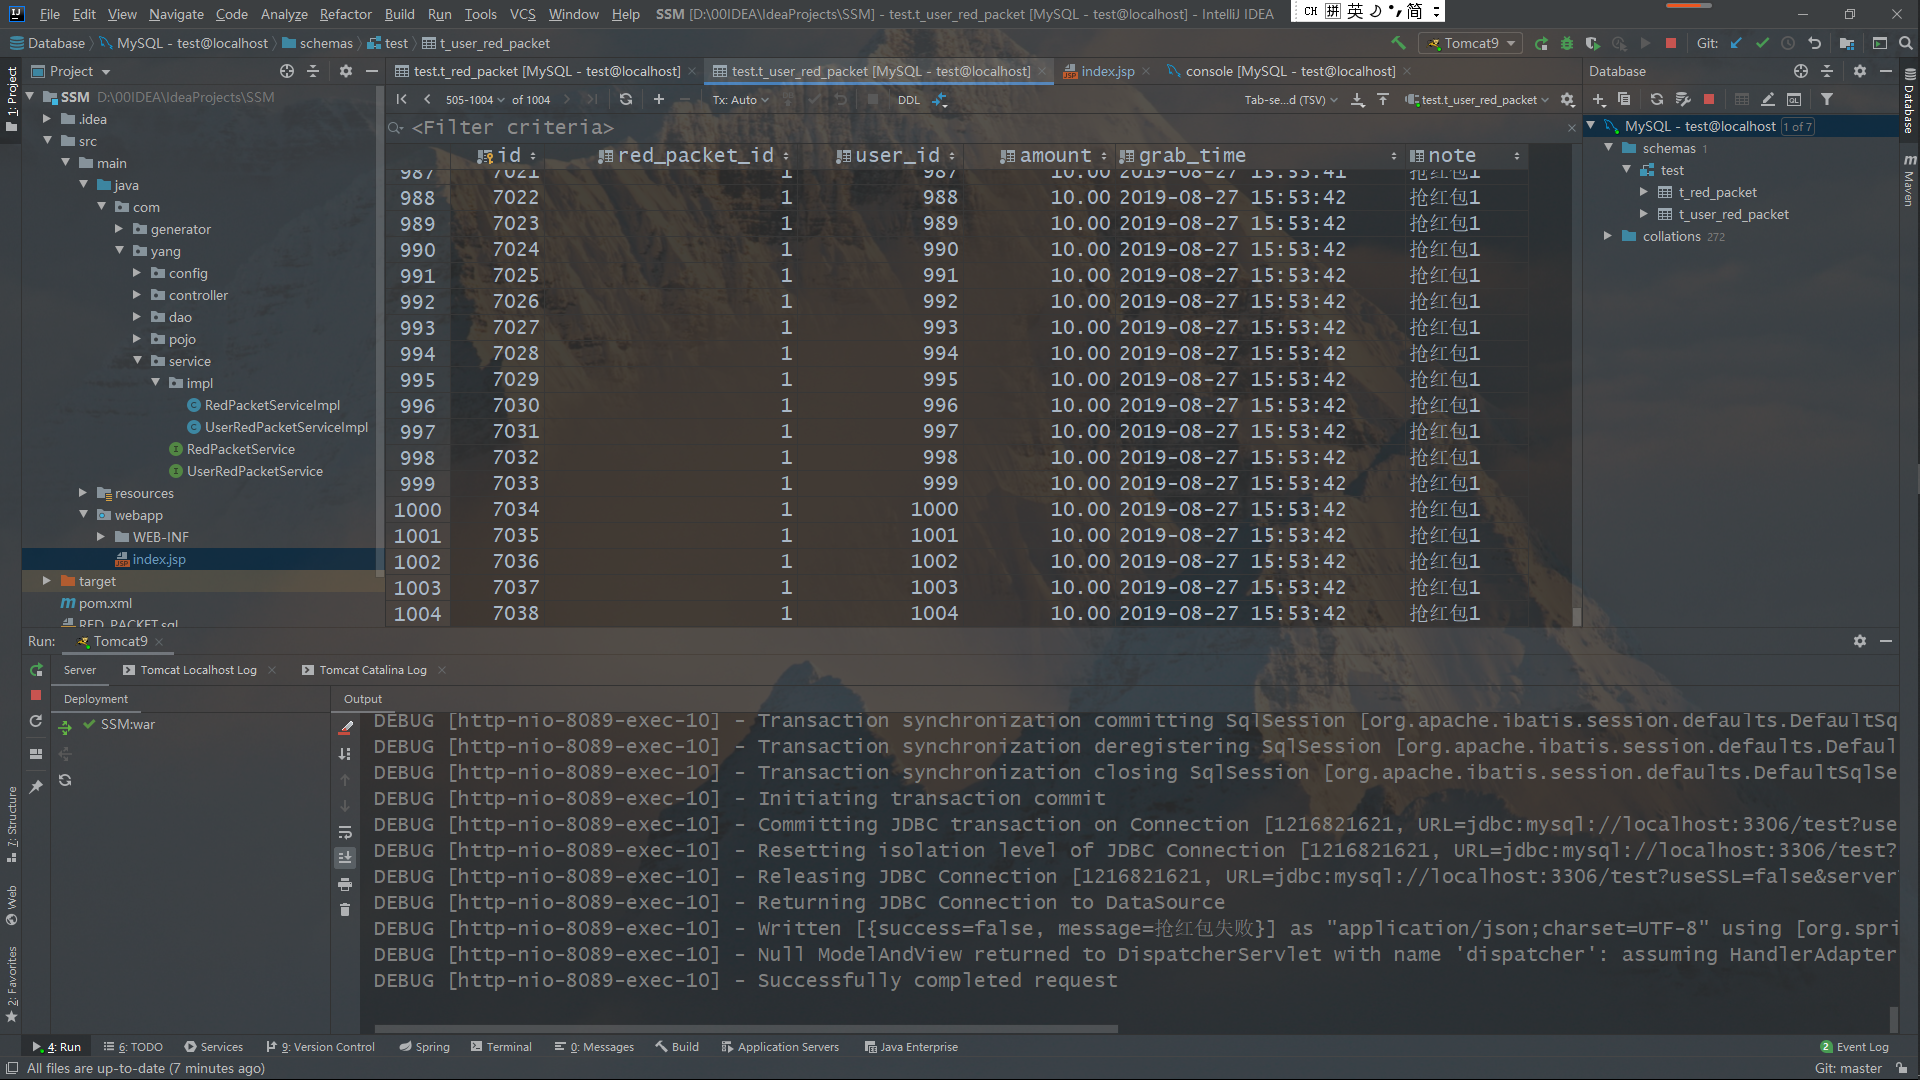 File Edit View Navigate Code Analyze Refactor Build Run Tools VCS Window Help SSM [D:\00IDEA\IdeaProjects\SSM] - test.t_user_red_packet [MySQL - test@localhost] - IntelliJ IDEA
CH 拼 英 简
Database MySQL - test@localhost schemas test t_user_red_packet Tomcat9 Git:
1: Project
Project
test.t_red_packet [MySQL - test@localhost] test.t_user_red_packet [MySQL - test@localhost] index.jsp console [MySQL - test@localhost]
Database
505-1004 of 1004 Tx: Auto DDL Tab-se...d (TSV) test.t_user_red_packet
<Filter criteria>
id red_packet_id user_id amount grab_time note
987 7021 1 987 10.00 2019-08-27 15:53:41 抢红包1
988 7022 1 988 10.00 2019-08-27 15:53:42 抢红包1
989 7023 1 989 10.00 2019-08-27 15:53:42 抢红包1
990 7024 1 990 10.00 2019-08-27 15:53:42 抢红包1
991 7025 1 991 10.00 2019-08-27 15:53:42 抢红包1
992 7026 1 992 10.00 2019-08-27 15:53:42 抢红包1
993 7027 1 993 10.00 2019-08-27 15:53:42 抢红包1
994 7028 1 994 10.00 2019-08-27 15:53:42 抢红包1
995 7029 1 995 10.00 2019-08-27 15:53:42 抢红包1
996 7030 1 996 10.00 2019-08-27 15:53:42 抢红包1
997 7031 1 997 10.00 2019-08-27 15:53:42 抢红包1
998 7032 1 998 10.00 2019-08-27 15:53:42 抢红包1
999 7033 1 999 10.00 2019-08-27 15:53:42 抢红包1
1000 7034 1 1000 10.00 2019-08-27 15:53:42 抢红包1
1001 7035 1 1001 10.00 2019-08-27 15:53:42 抢红包1
1002 7036 1 1002 10.00 2019-08-27 15:53:42 抢红包1
1003 7037 1 1003 10.00 2019-08-27 15:53:42 抢红包1
1004 7038 1 1004 10.00 2019-08-27 15:53:42 抢红包1
SSM D:\00IDEA\IdeaProjects\SSM
.idea
src
main
java
com
generator
yang
config
controller
dao
pojo
service
impl
RedPacketServiceImpl
UserRedPacketServiceImpl
RedPacketService
UserRedPacketService
resources
webapp
WEB-INF
index.jsp
target
pom.xml
RED_PACKET.sql
MySQL - test@localhost 1 of 7
schemas 1
test
t_red_packet
t_user_red_packet
collations 272
Database
Maven
Run: Tomcat9
Server Tomcat Localhost Log Tomcat Catalina Log
Deployment
SSM:war
Output
DEBUG [http-nio-8089-exec-10] - Transaction synchronization committing SqlSession [org.apache.ibatis.session.defaults.DefaultSq
DEBUG [http-nio-8089-exec-10] - Transaction synchronization deregistering SqlSession [org.apache.ibatis.session.defaults.Defaul
DEBUG [http-nio-8089-exec-10] - Transaction synchronization closing SqlSession [org.apache.ibatis.session.defaults.DefaultSqlSe
DEBUG [http-nio-8089-exec-10] - Initiating transaction commit
DEBUG [http-nio-8089-exec-10] - Committing JDBC transaction on Connection [1216821621, URL=jdbc:mysql://localhost:3306/test?use
DEBUG [http-nio-8089-exec-10] - Resetting isolation level of JDBC Connection [1216821621, URL=jdbc:mysql://localhost:3306/test?
DEBUG [http-nio-8089-exec-10] - Releasing JDBC Connection [1216821621, URL=jdbc:mysql://localhost:3306/test?useSSL=false&server
DEBUG [http-nio-8089-exec-10] - Returning JDBC Connection to DataSource
DEBUG [http-nio-8089-exec-10] - Written [{success=false, message=抢红包失败}] as "application/json;charset=UTF-8" using [org.spri
DEBUG [http-nio-8089-exec-10] - Null ModelAndView returned to DispatcherServlet with name 'dispatcher': assuming HandlerAdapter
DEBUG [http-nio-8089-exec-10] - Successfully completed request
7: Structure
Web
2: Favorites
4: Run 6: TODO Services 9: Version Control Spring Terminal 0: Messages Build Application Servers Java Enterprise 2 Event Log
All files are up-to-date (7 minutes ago) Git: master